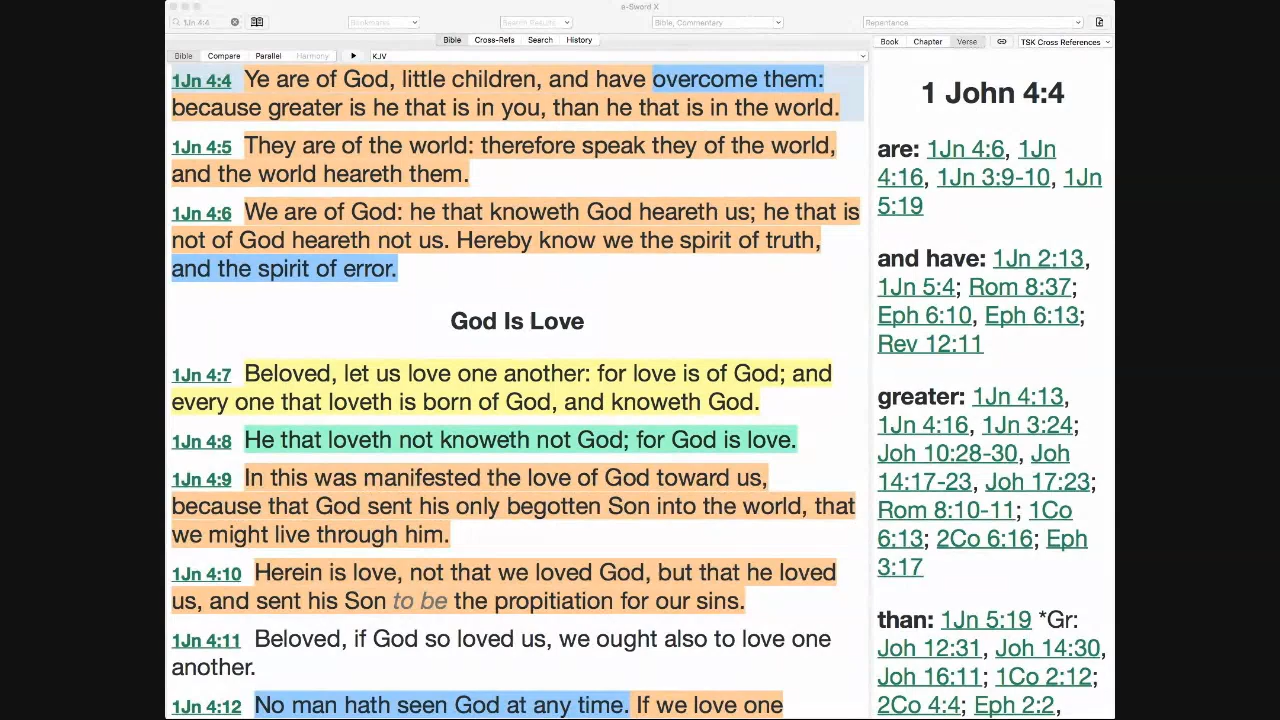 a-Sword X
1Jn 4:4
Bookmarks
Search Results
Bible, Commentary
Repentance
Bible Cross-Refs Search History
Book Chapter Verse TSK Cross References
Bible Compare Parallel Harmony KJV
1Jn 4:4 Ye are of God, little children, and have overcome them:
because greater is he that is in you, than he that is in the world.
1Jn 4:5 They are of the world: therefore speak they of the world,
and the world heareth them.
1Jn 4:6 We are of God: he that knoweth God heareth us; he that is
not of God heareth not us. Hereby know we the spirit of truth,
and the spirit of error.
God Is Love
1Jn 4:7 Beloved, let us love one another: for love is of God; and
every one that loveth is born of God, and knoweth God.
1Jn 4:8 He that loveth not knoweth not God; for God is love.
1Jn 4:9 In this was manifested the love of God toward us,
because that God sent his only begotten Son into the world, that
we might live through him.
1Jn 4:10 Herein is love, not that we loved God, but that he loved
us, and sent his Son to be the propitiation for our sins.
1Jn 4:11 Beloved, if God so loved us, we ought also to love one
another.
1Jn 4:12 No man hath seen God at any time. If we love one
1 John 4:4
are: 1Jn 4:6, 1Jn
4:16, 1Jn 3:9-10, 1Jn
5:19
and have: 1Jn 2:13,
1Jn 5:4; Rom 8:37;
Eph 6:10, Eph 6:13;
Rev 12:11
greater: 1Jn 4:13,
1Jn 4:16, 1Jn 3:24;
Joh 10:28-30, Joh
14:17-23, Joh 17:23;
Rom 8:10-11; 1Co
6:13; 2Co 6:16; Eph
3:17
than: 1Jn 5:19 *Gr:
Joh 12:31, Joh 14:30,
Joh 16:11; 1Co 2:12;
2Co 4:4; Eph 2:2,